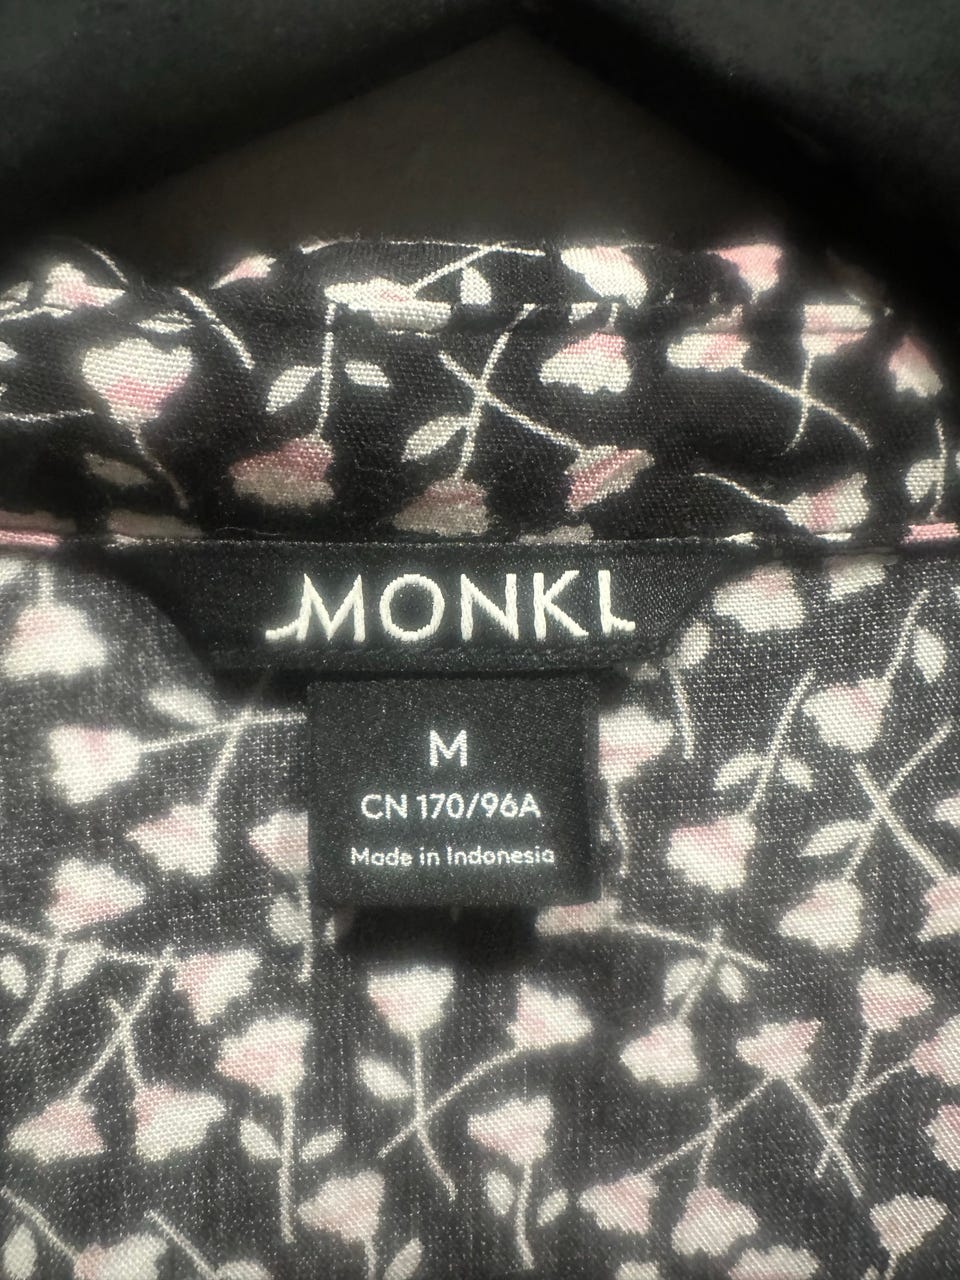 MONKI
M
CN 170/96A
Made in Indonesia